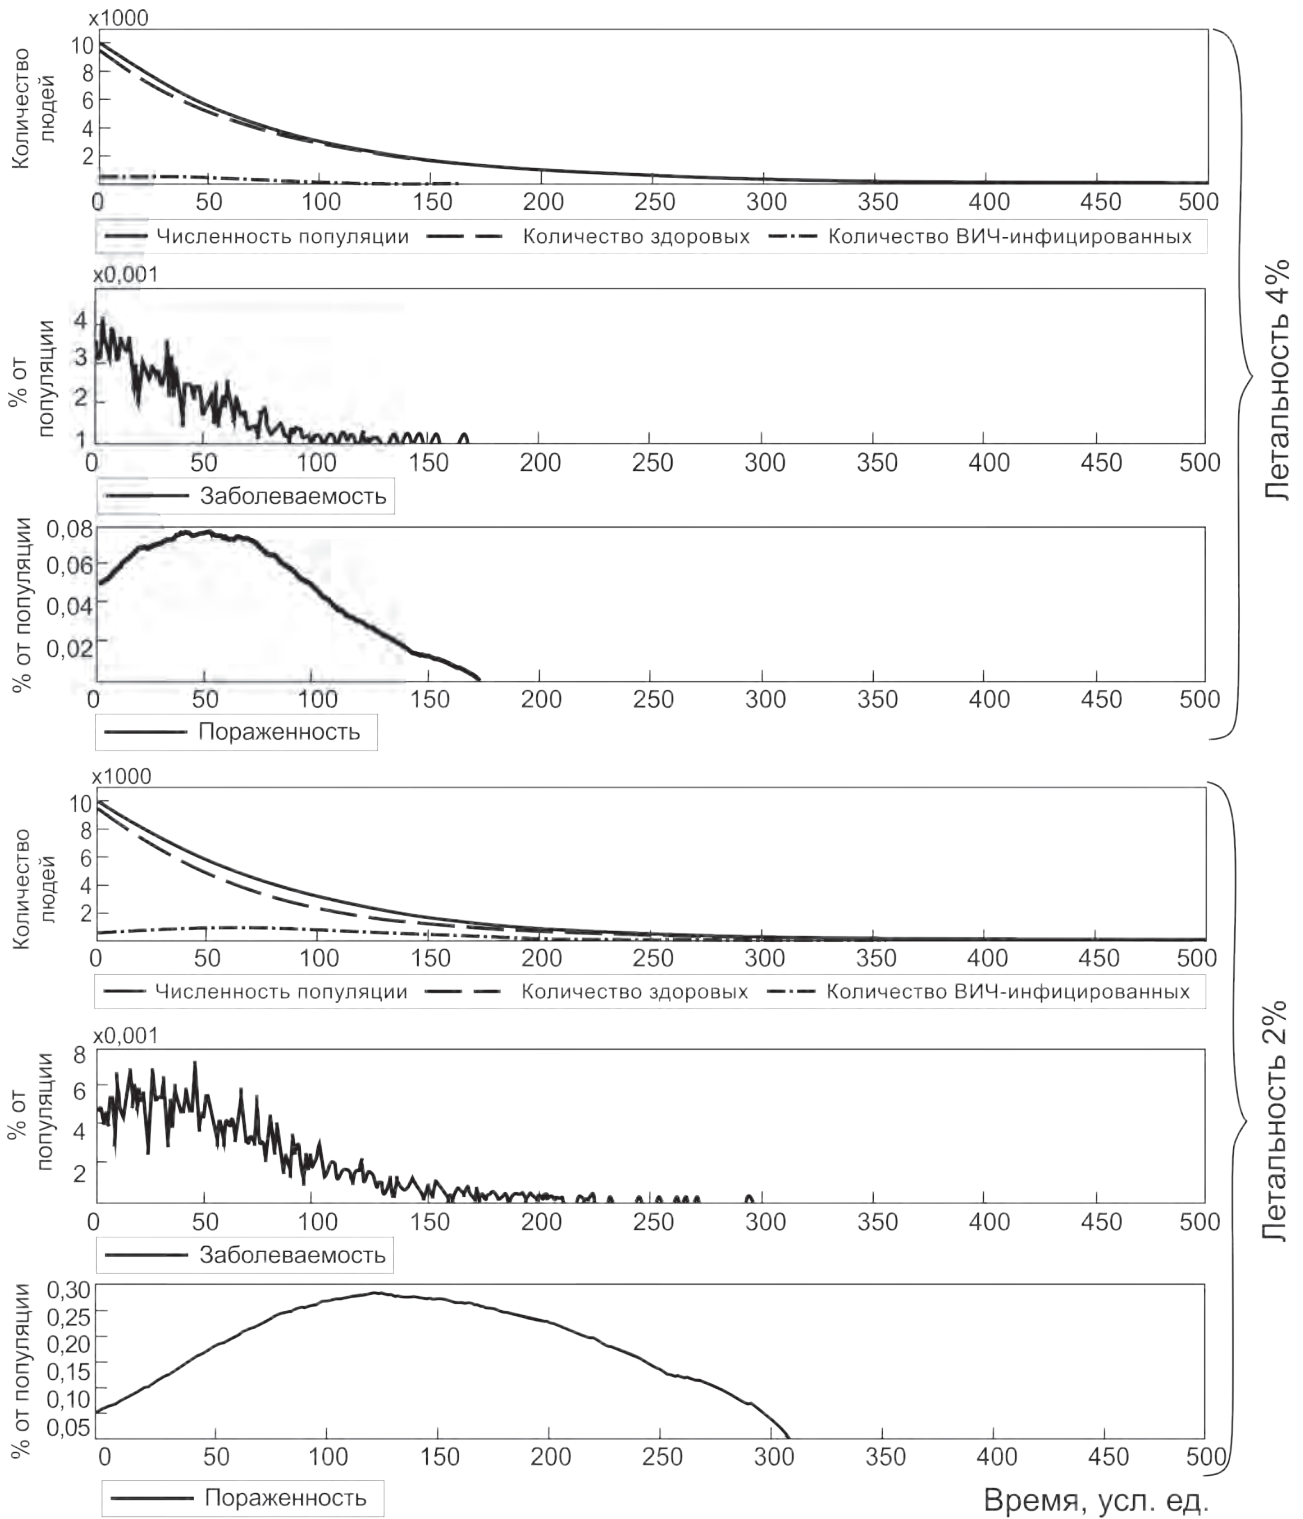 x1000
Количество
людей
10
8
6
4
2
0 50 100 150 200 250 300 350 400 450 500
Численность популяции Количество здоровых Количество ВИЧ-инфицированных
x0,001
% от
популяции
4
3
2
1
0 50 100 150 200 250 300 350 400 450 500
Заболеваемость
% от популяции
0,08
0,06
0,04
0,02
0 50 100 150 200 250 300 350 400 450 500
Пораженность
Летальность 4%
x1000
Количество
людей
10
8
6
4
2
0 50 100 150 200 250 300 350 400 450 500
Численность популяции Количество здоровых Количество ВИЧ-инфицированных
x0,001
% от
популяции
8
6
4
2
0 50 100 150 200 250 300 350 400 450 500
Заболеваемость
% от популяции
0,30
0,25
0,20
0,15
0,10
0,05
0 50 100 150 200 250 300 350 400 450 500
Пораженность
Время, усл. ед.
Летальность 2%